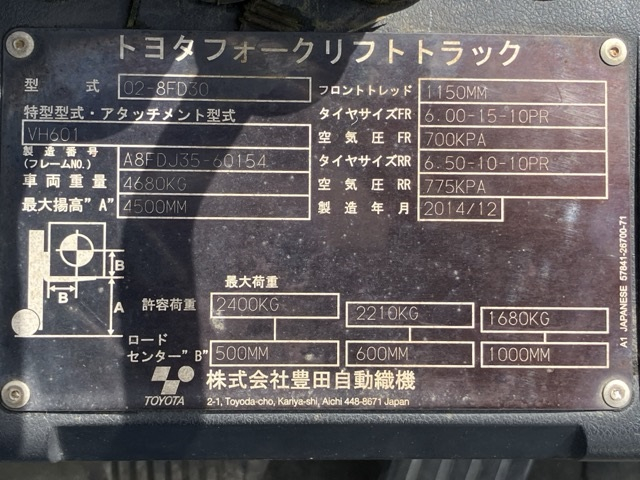 トヨタフォークリフトトラック
型 式 02-8FD30
特型型式・アタッチメント型式
VH601
製造番号
(フレームNO.) A8FDJ35-60154
車両重量 4680KG
最大揚高"A" 4500MM
フロントトレッド 1150MM
タイヤサイズFR 6.00-15-10PR
空気圧 FR 700KPA
タイヤサイズRR 6.50-10-10PR
空気圧 RR 775KPA
製造年月 2014/12
B
B
A
最大荷重
許容荷重 2400KG 2210KG 1680KG
ロード
センター"B" 500MM 600MM 1000MM
TOYOTA
株式会社豊田自動織機
2-1, Toyoda-cho, Kariya-shi, Aichi 448-8671 Japan
A1 JAPANESE 57841-26700-71